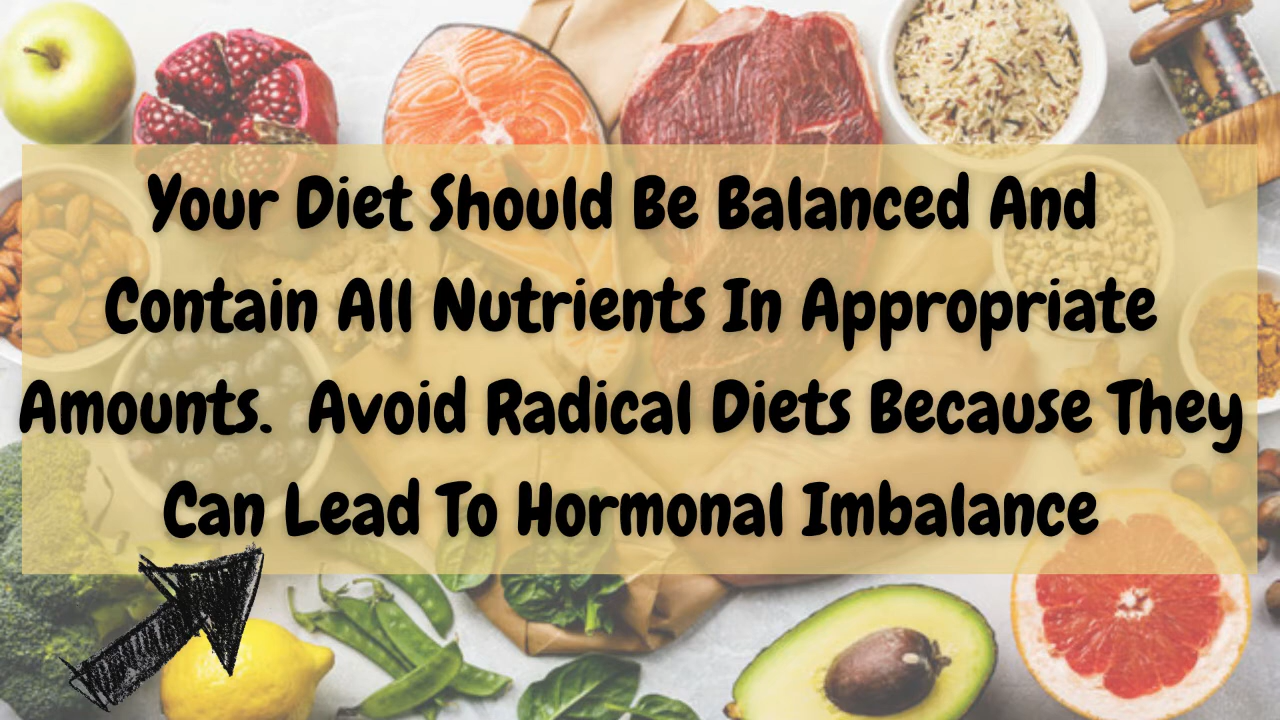 Your Diet Should Be Balanced And
Contain All Nutrients In Appropriate
Amounts.  Avoid Radical Diets Because They
Can Lead To Hormonal Imbalance